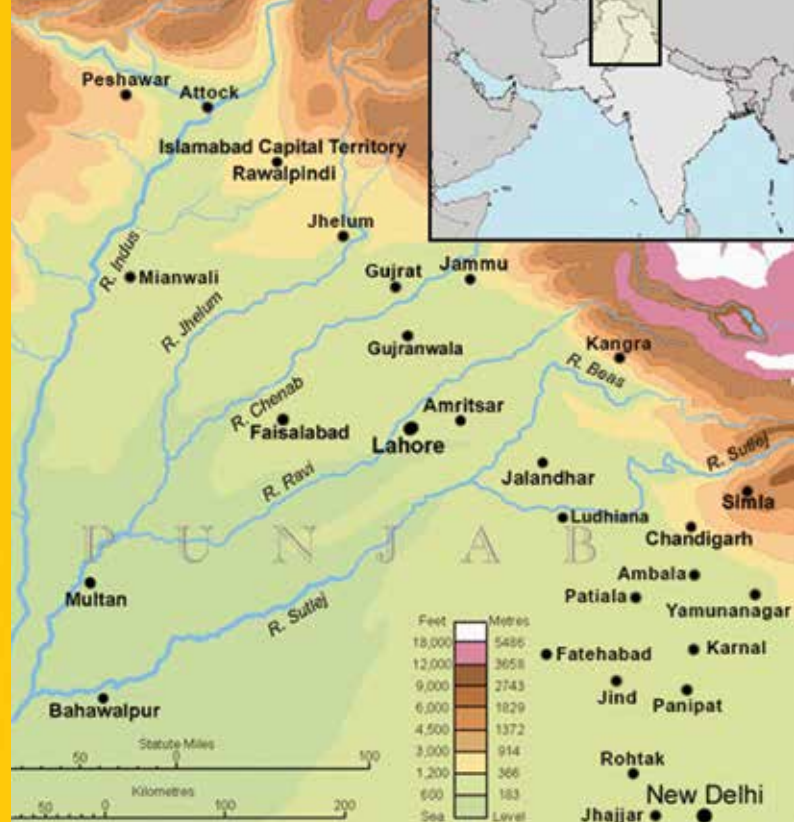 Peshawar
Attock
Islamabad Capital Territory
Rawalpindi
Jhelum
R. Indus
Mianwali
Gujrat
Jammu
R. Jhelum
Gujranwala
Kangra
R. Beas
R. Chenab
Faisalabad
Amritsar
Lahore
R. Sutlej
R. Ravi
Jalandhar
Simla
Ludhiana
Chandigarh
PUNJAB
Multan
Ambala
Patiala
Yamunanagar
R. Sutlej
Feet Metres
18,000 5486
12,000 3658
9,000 2743
6,000 1829
4,500 1372
3,000 914
1,200 366
600 183
Sea Level
Fatehabad
Karnal
Jind
Panipat
Bahawalpur
Statute Miles
50 0 100
Kilometres
50 0 100 200
Rohtak
New Delhi
Jhajjar